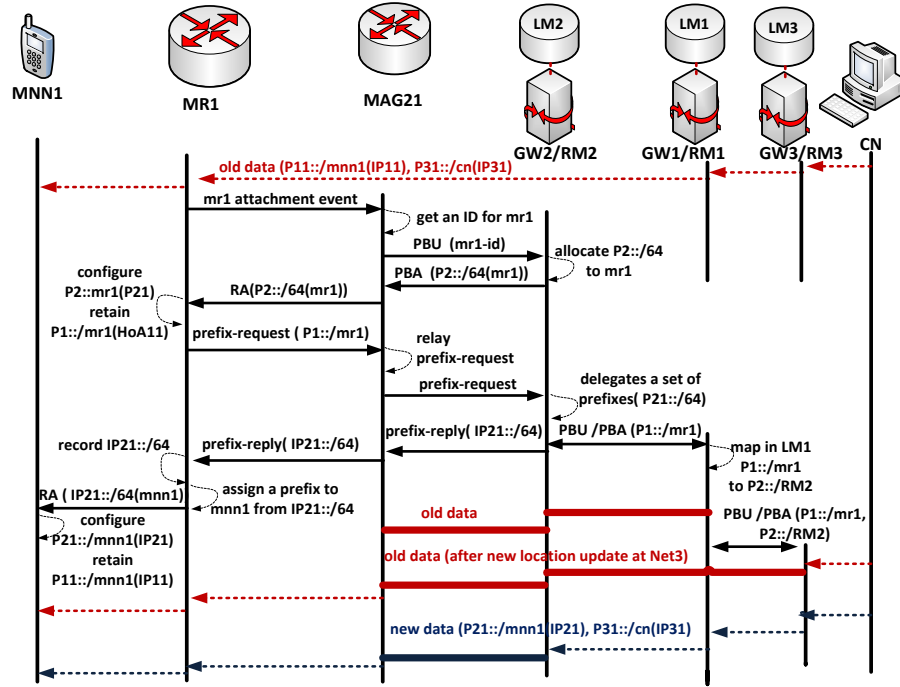 LM2
LM1
LM3
MNN1
MR1
MAG21
GW2/RM2
GW1/RM1
GW3/RM3
CN
old data (P11::/mnn1(IP11), P31::/cn(IP31)
mr1 attachment event
get an ID for mr1
PBU (mr1-id)
allocate P2::/64
to mr1
PBA (P2::/64(mr1))
configure
P2::mr1(P21)
retain
P1::/mr1(HoA11)
RA(P2::/64(mr1))
prefix-request ( P1::/mr1)
relay
prefix-request
prefix-request
delegates a set of
prefixes( P21::/64)
prefix-reply( IP21::/64)
PBU /PBA (P1::/mr1)
record IP21::/64
prefix-reply( IP21::/64)
map in LM1
P1::/mr1
to P2::/RM2
RA ( IP21::/64(mnn1)
assign a prefix to
mnn1 from IP21::/64
configure
P21::/mnn1(IP21)
retain
P11::/mnn1(IP11)
old data
PBU /PBA (P1::/mr1,
P2::/RM2)
old data (after new location update at Net3)
new data (P21::/mnn1(IP21), P31::/cn(IP31)